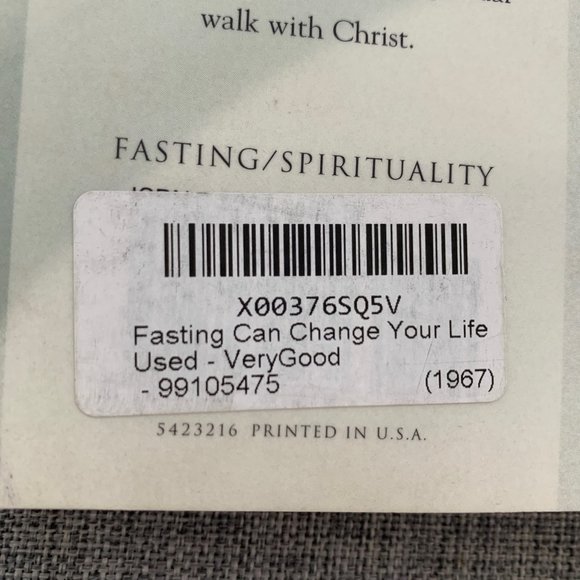 walk with Christ.
FASTING/SPIRITUALITY
X00376SQ5V
Fasting Can Change Your Life
Used - VeryGood
- 99105475 (1967)
5423216 PRINTED IN U.S.A.